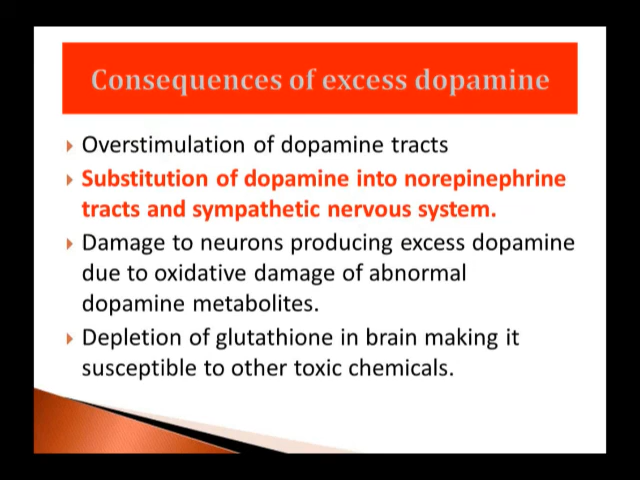 Consequences of excess dopamine
Overstimulation of dopamine tracts
Substitution of dopamine into norepinephrine
tracts and sympathetic nervous system.
Damage to neurons producing excess dopamine
due to oxidative damage of abnormal
dopamine metabolites.
Depletion of glutathione in brain making it
susceptible to other toxic chemicals.